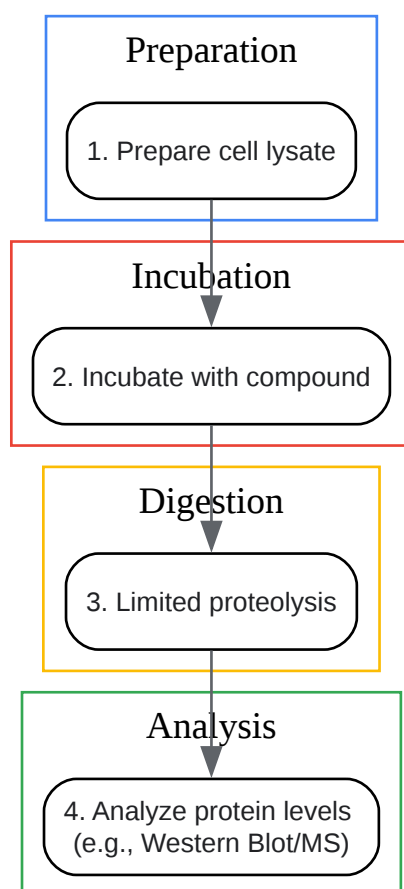 Preparation
1. Prepare cell lysate
Incubation
2. Incubate with compound
Digestion
3. Limited proteolysis
Analysis
4. Analyze protein levels
(e.g., Western Blot/MS)